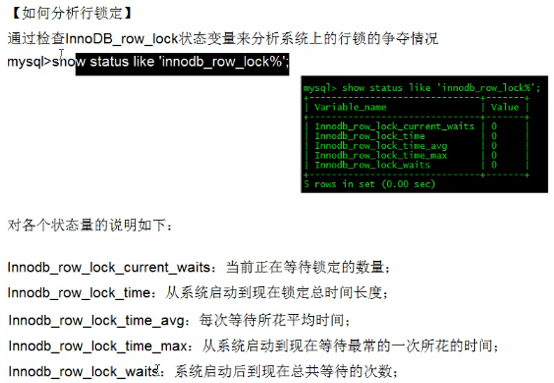 【如何分析行锁定】
通过检查InnoDB_row_lock状态变量来分析系统上的行锁的争夺情况
mysql>show status like 'innodb_row_lock%';
mysql> show status like 'innodb_row_lock%';
| Variable_name | Value |
| Innodb_row_lock_current_waits | 0 |
| Innodb_row_lock_time | 0 |
| Innodb_row_lock_time_avg | 0 |
| Innodb_row_lock_time_max | 0 |
| Innodb_row_lock_waits | 0 |
5 rows in set (0.00 sec)
对各个状态量的说明如下：
Innodb_row_lock_current_waits：当前正在等待锁定的数量；
Innodb_row_lock_time：从系统启动到现在锁定总时间长度；
Innodb_row_lock_time_avg：每次等待所花平均时间；
Innodb_row_lock_time_max：从系统启动到现在等待最常的一次所花的时间；
Innodb_row_lock_waits：系统启动后到现在总共等待的次数；